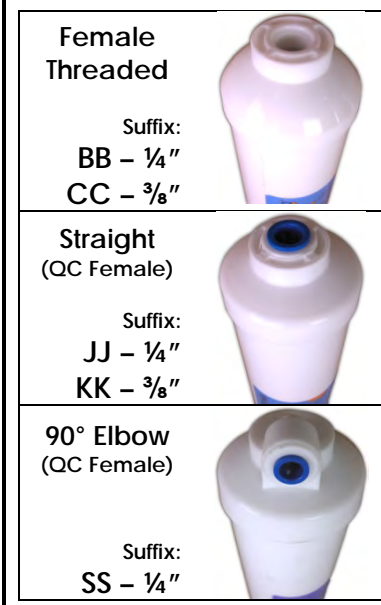 Female
Threaded
Suffix:
BB – ¼"
CC – ⅜"
Straight
(QC Female)
Suffix:
JJ – ¼"
KK – ⅜"
90° Elbow
(QC Female)
Suffix:
SS – ¼"